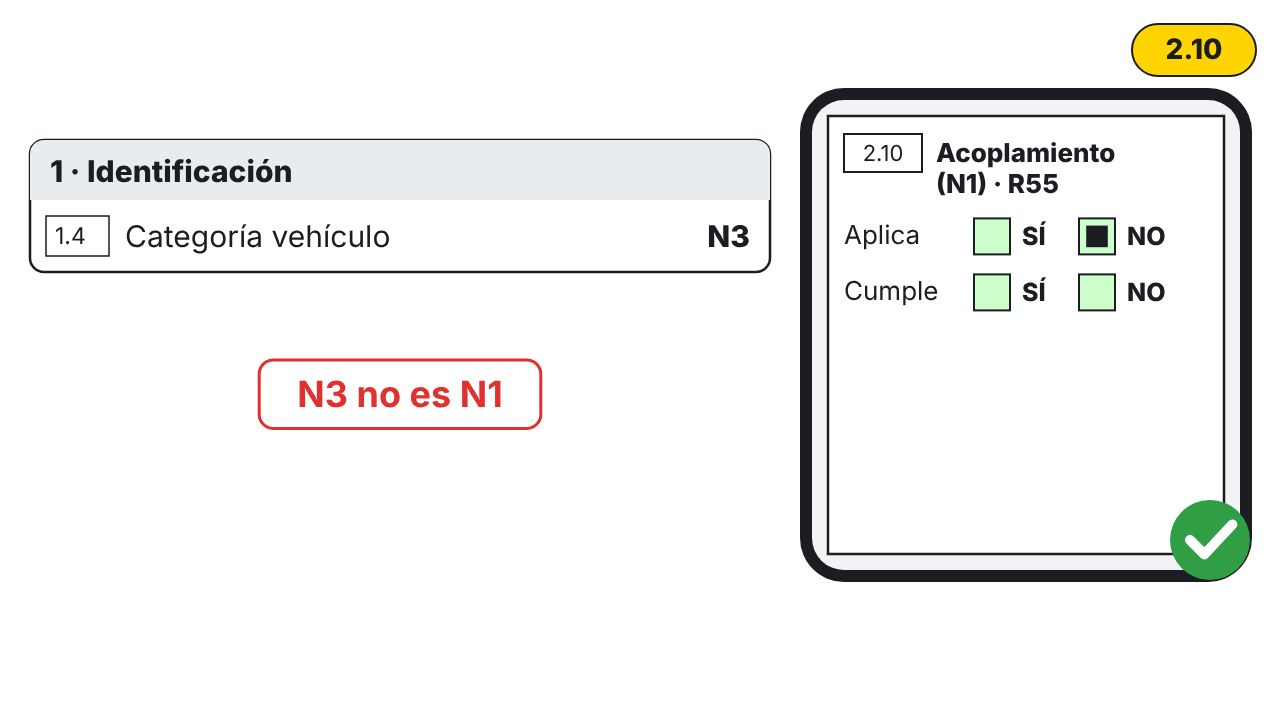 2.10
1 · Identificación
1.4 Categoría vehículo N3
N3 no es N1
2.10 Acoplamiento
(N1) · R55
Aplica SÍ NO
Cumple SÍ NO